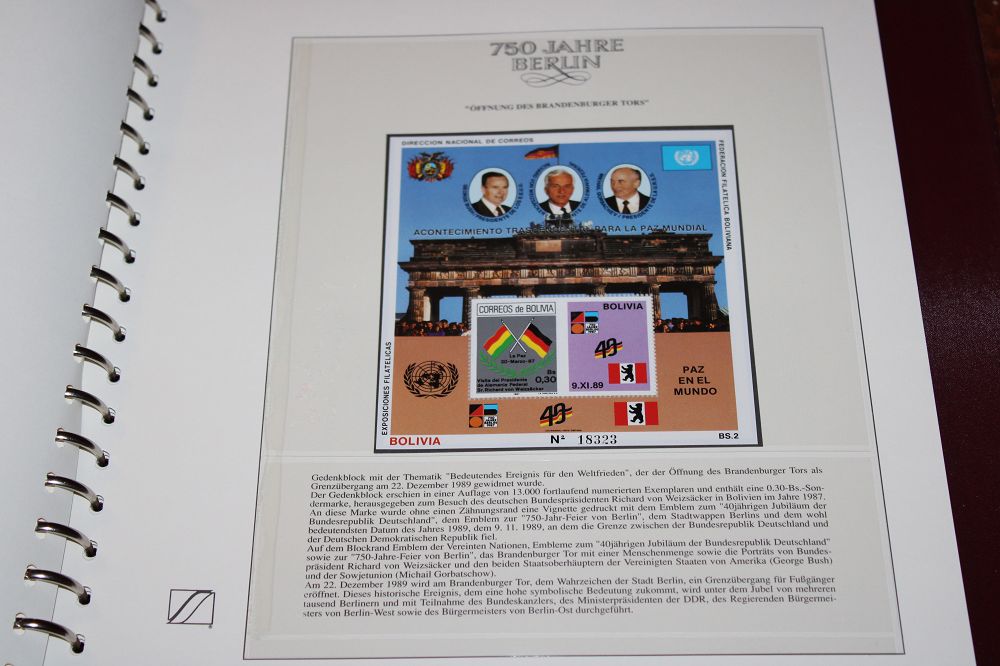 750 JAHRE
BERLIN
"ÖFFNUNG DES BRANDENBURGER TORS"
DIRECCION NACIONAL DE CORREOS
FEDERACION FILATELICA BOLIVIANA
EXPOSICIONES FILATELICAS
ACONTECIMIENTO PARA LA PAZ MUNDIAL
CORREOS de BOLIVIA
La Paz
20-Marzo-87
Bs
0,30
Visita del Presidente
de Alemania Federal
Sr. Richard von Weizsäcker
BOLIVIA
40
9.XI.89
PAZ
EN EL
MUNDO
40
BOLIVIA
Nº 18323
BS.2
Gedenkblock mit der Thematik "Bedeutendes Ereignis für den Weltfrieden", der der Öffnung des Brandenburger Tors als
Grenzübergang am 22. Dezember 1989 gewidmet wurde.
Der Gedenkblock erschien in einer Auflage von 13.000 fortlaufend numerierten Exemplaren und enthält eine 0.30-Bs.-Son-
dermarke, herausgegeben zum Besuch des deutschen Bundespräsidenten Richard von Weizsäcker in Bolivien im Jahre 1987.
An diese Marke wurde ohne einen Zähnungsrand eine Vignette gedruckt mit dem Emblem zum "40jährigen Jubiläum der
Bundesrepublik Deutschland", dem Emblem zur "750-Jahr-Feier von Berlin", dem Stadtwappen Berlins und dem wohl
bedeutendsten Datum des Jahres 1989, dem 9. 11. 1989, an dem die Grenze zwischen der Bundesrepublik Deutschland und
der Deutschen Demokratischen Republik fiel.
Auf dem Blockrand Emblem der Vereinten Nationen, Embleme zum "40jährigen Jubiläum der Bundesrepublik Deutschland"
sowie zur "750-Jahre-Feier von Berlin", das Brandenburger Tor mit einer Menschenmenge sowie die Porträts von Bundes-
präsident Richard von Weizsäcker und den beiden Staatsoberhäuptern der Vereinigten Staaten von Amerika (George Bush)
und der Sowjetunion (Michail Gorbatschow).
Am 22. Dezember 1989 wird am Brandenburger Tor, dem Wahrzeichen der Stadt Berlin, ein Grenzübergang für Fußgänger
eröffnet. Dieses historische Ereignis, dem eine hohe symbolische Bedeutung zukommt, wird unter dem Jubel von mehreren
tausend Berlinern und mit Teilnahme des Bundeskanzlers, des Ministerpräsidenten der DDR, des Regierenden Bürgermei-
sters von Berlin-West sowie des Bürgermeisters von Berlin-Ost durchgeführt.